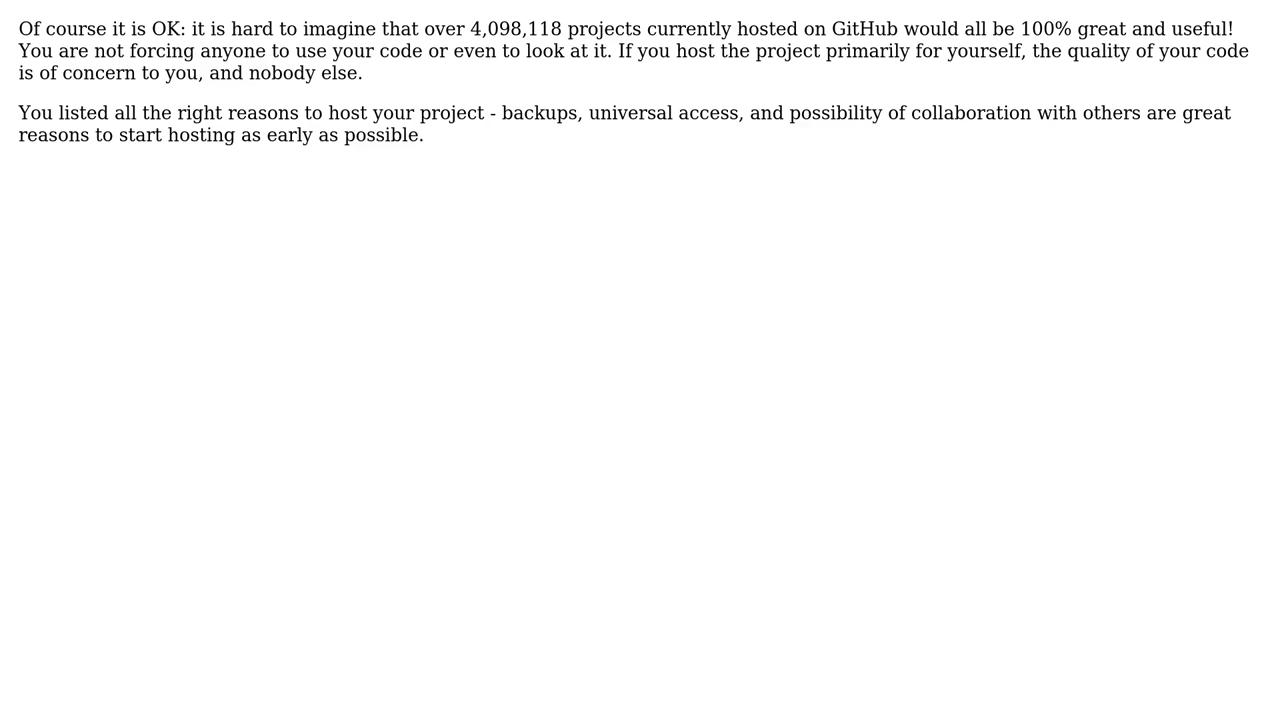 Of course it is OK: it is hard to imagine that over 4,098,118 projects currently hosted on GitHub would all be 100% great and useful!
You are not forcing anyone to use your code or even to look at it. If you host the project primarily for yourself, the quality of your code
is of concern to you, and nobody else.
You listed all the right reasons to host your project - backups, universal access, and possibility of collaboration with others are great
reasons to start hosting as early as possible.